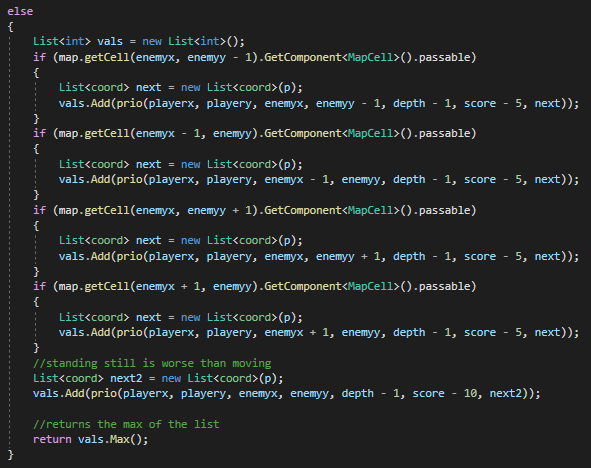 else
{
List<int> vals = new List<int>();
if (map.getCell(enemyx, enemyy - 1).GetComponent<MapCell>().passable)
{
List<coord> next = new List<coord>(p);
vals.Add(prio(playerx, playery, enemyx, enemyy - 1, depth - 1, score - 5, next));
}
if (map.getCell(enemyx - 1, enemyy).GetComponent<MapCell>().passable)
{
List<coord> next = new List<coord>(p);
vals.Add(prio(playerx, playery, enemyx - 1, enemyy, depth - 1, score - 5, next));
}
if (map.getCell(enemyx, enemyy + 1).GetComponent<MapCell>().passable)
{
List<coord> next = new List<coord>(p);
vals.Add(prio(playerx, playery, enemyx, enemyy + 1, depth - 1, score - 5, next));
}
if (map.getCell(enemyx + 1, enemyy).GetComponent<MapCell>().passable)
{
List<coord> next = new List<coord>(p);
vals.Add(prio(playerx, playery, enemyx + 1, enemyy, depth - 1, score - 5, next));
}
//standing still is worse than moving
List<coord> next2 = new List<coord>(p);
vals.Add(prio(playerx, playery, enemyx, enemyy, depth - 1, score - 10, next2));
//returns the max of the list
return vals.Max();
}